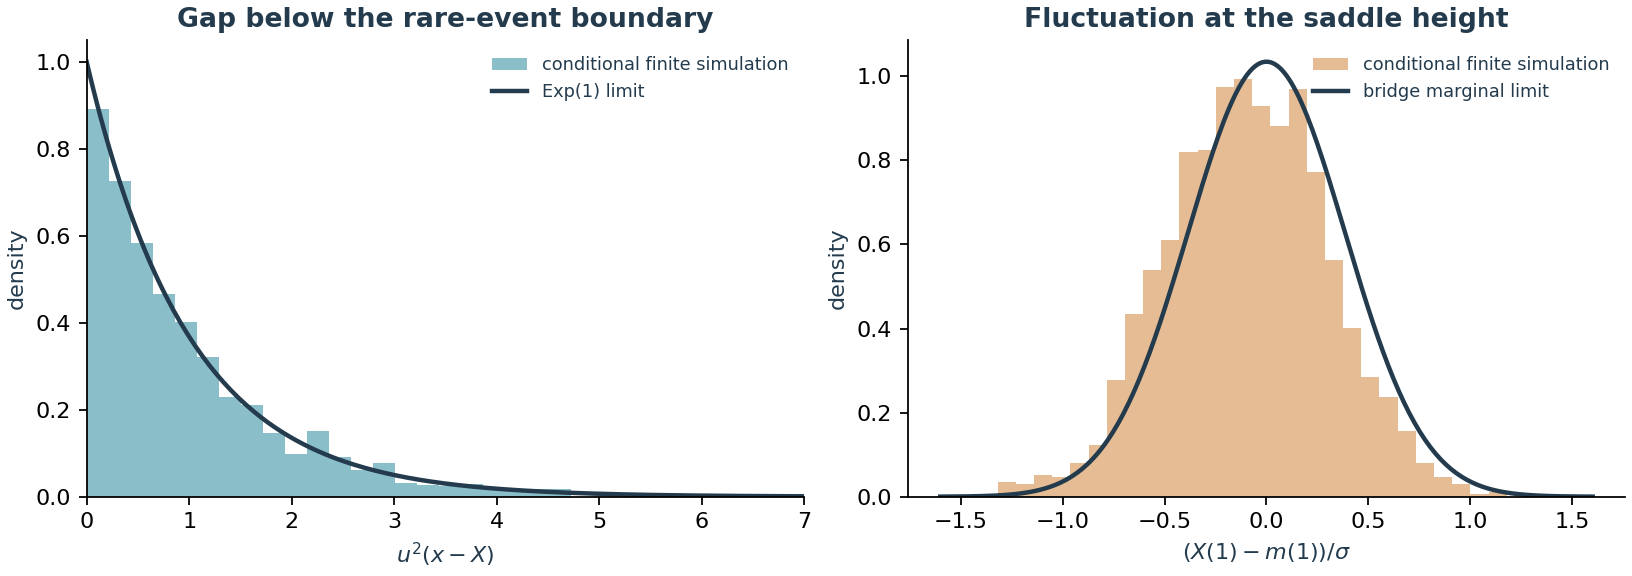 Gap below the rare-event boundary
conditional finite simulation
Exp(1) limit
density
1.0
0.8
0.6
0.4
0.2
0.0
0 1 2 3 4 5 6 7
u²(x − X)
Fluctuation at the saddle height
conditional finite simulation
bridge marginal limit
density
1.0
0.8
0.6
0.4
0.2
0.0
−1.5 −1.0 −0.5 0.0 0.5 1.0 1.5
(X(1) − m(1))/σ